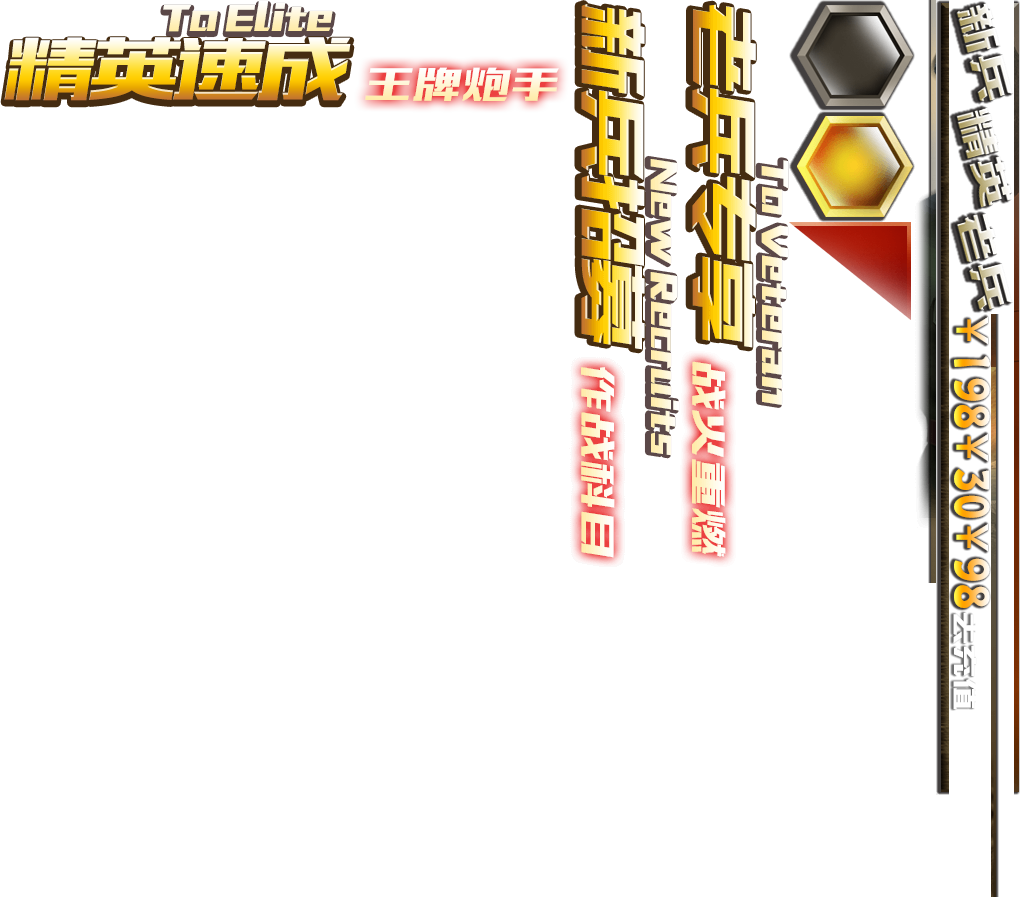 To Elite
精英速成
王牌炮手
新兵招募
New Recruits
作战科目
老兵专享
To Veteran
战火重燃
新兵
精英
老兵
¥198
¥30
¥98
去充值